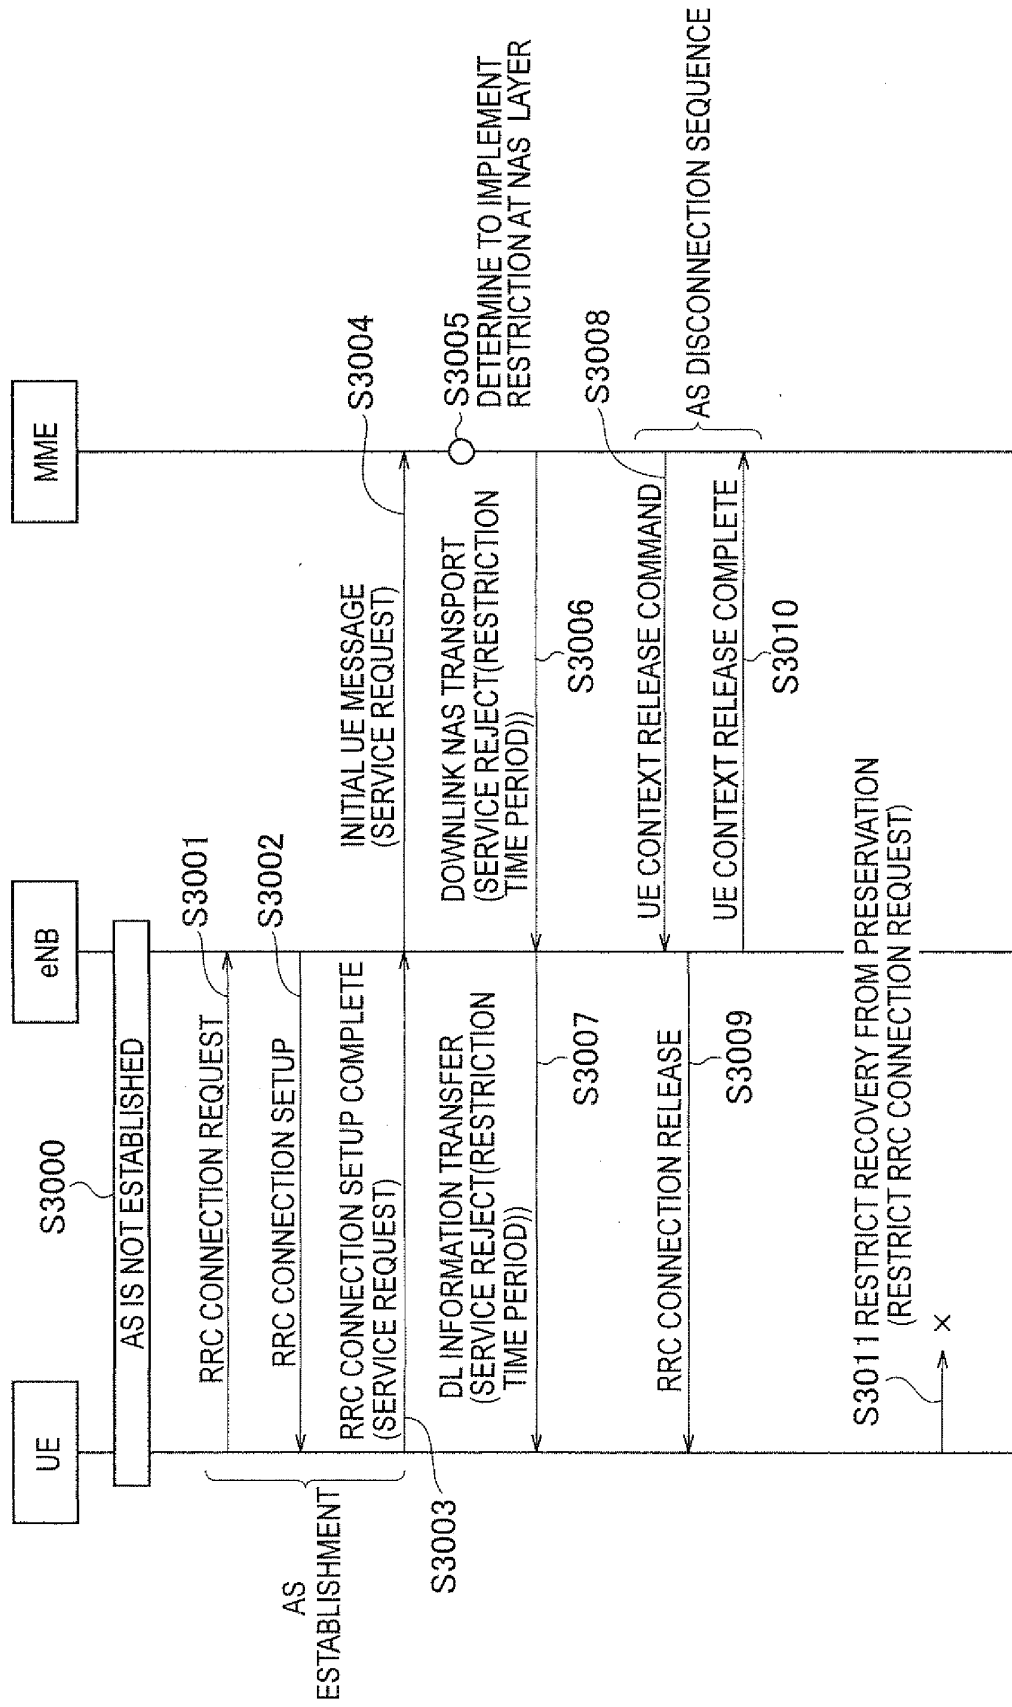 UE
eNB
MME
S3000
AS IS NOT ESTABLISHED
RRC CONNECTION REQUEST
S3001
RRC CONNECTION SETUP
S3002
AS
ESTABLISHMENT
RRC CONNECTION SETUP COMPLETE
(SERVICE REQUEST)
S3003
INITIAL UE MESSAGE
(SERVICE REQUEST)
S3004
S3005
DETERMINE TO IMPLEMENT
RESTRICTION AT NAS LAYER
DOWNLINK NAS TRANSPORT
(SERVICE REJECT(RESTRICTION
TIME PERIOD))
S3006
DL INFORMATION TRANSFER
(SERVICE REJECT(RESTRICTION
TIME PERIOD))
S3007
UE CONTEXT RELEASE COMMAND
S3008
AS DISCONNECTION SEQUENCE
RRC CONNECTION RELEASE
S3009
UE CONTEXT RELEASE COMPLETE
S3010
S3011 RESTRICT RECOVERY FROM PRESERVATION
(RESTRICT RRC CONNECTION REQUEST)
×